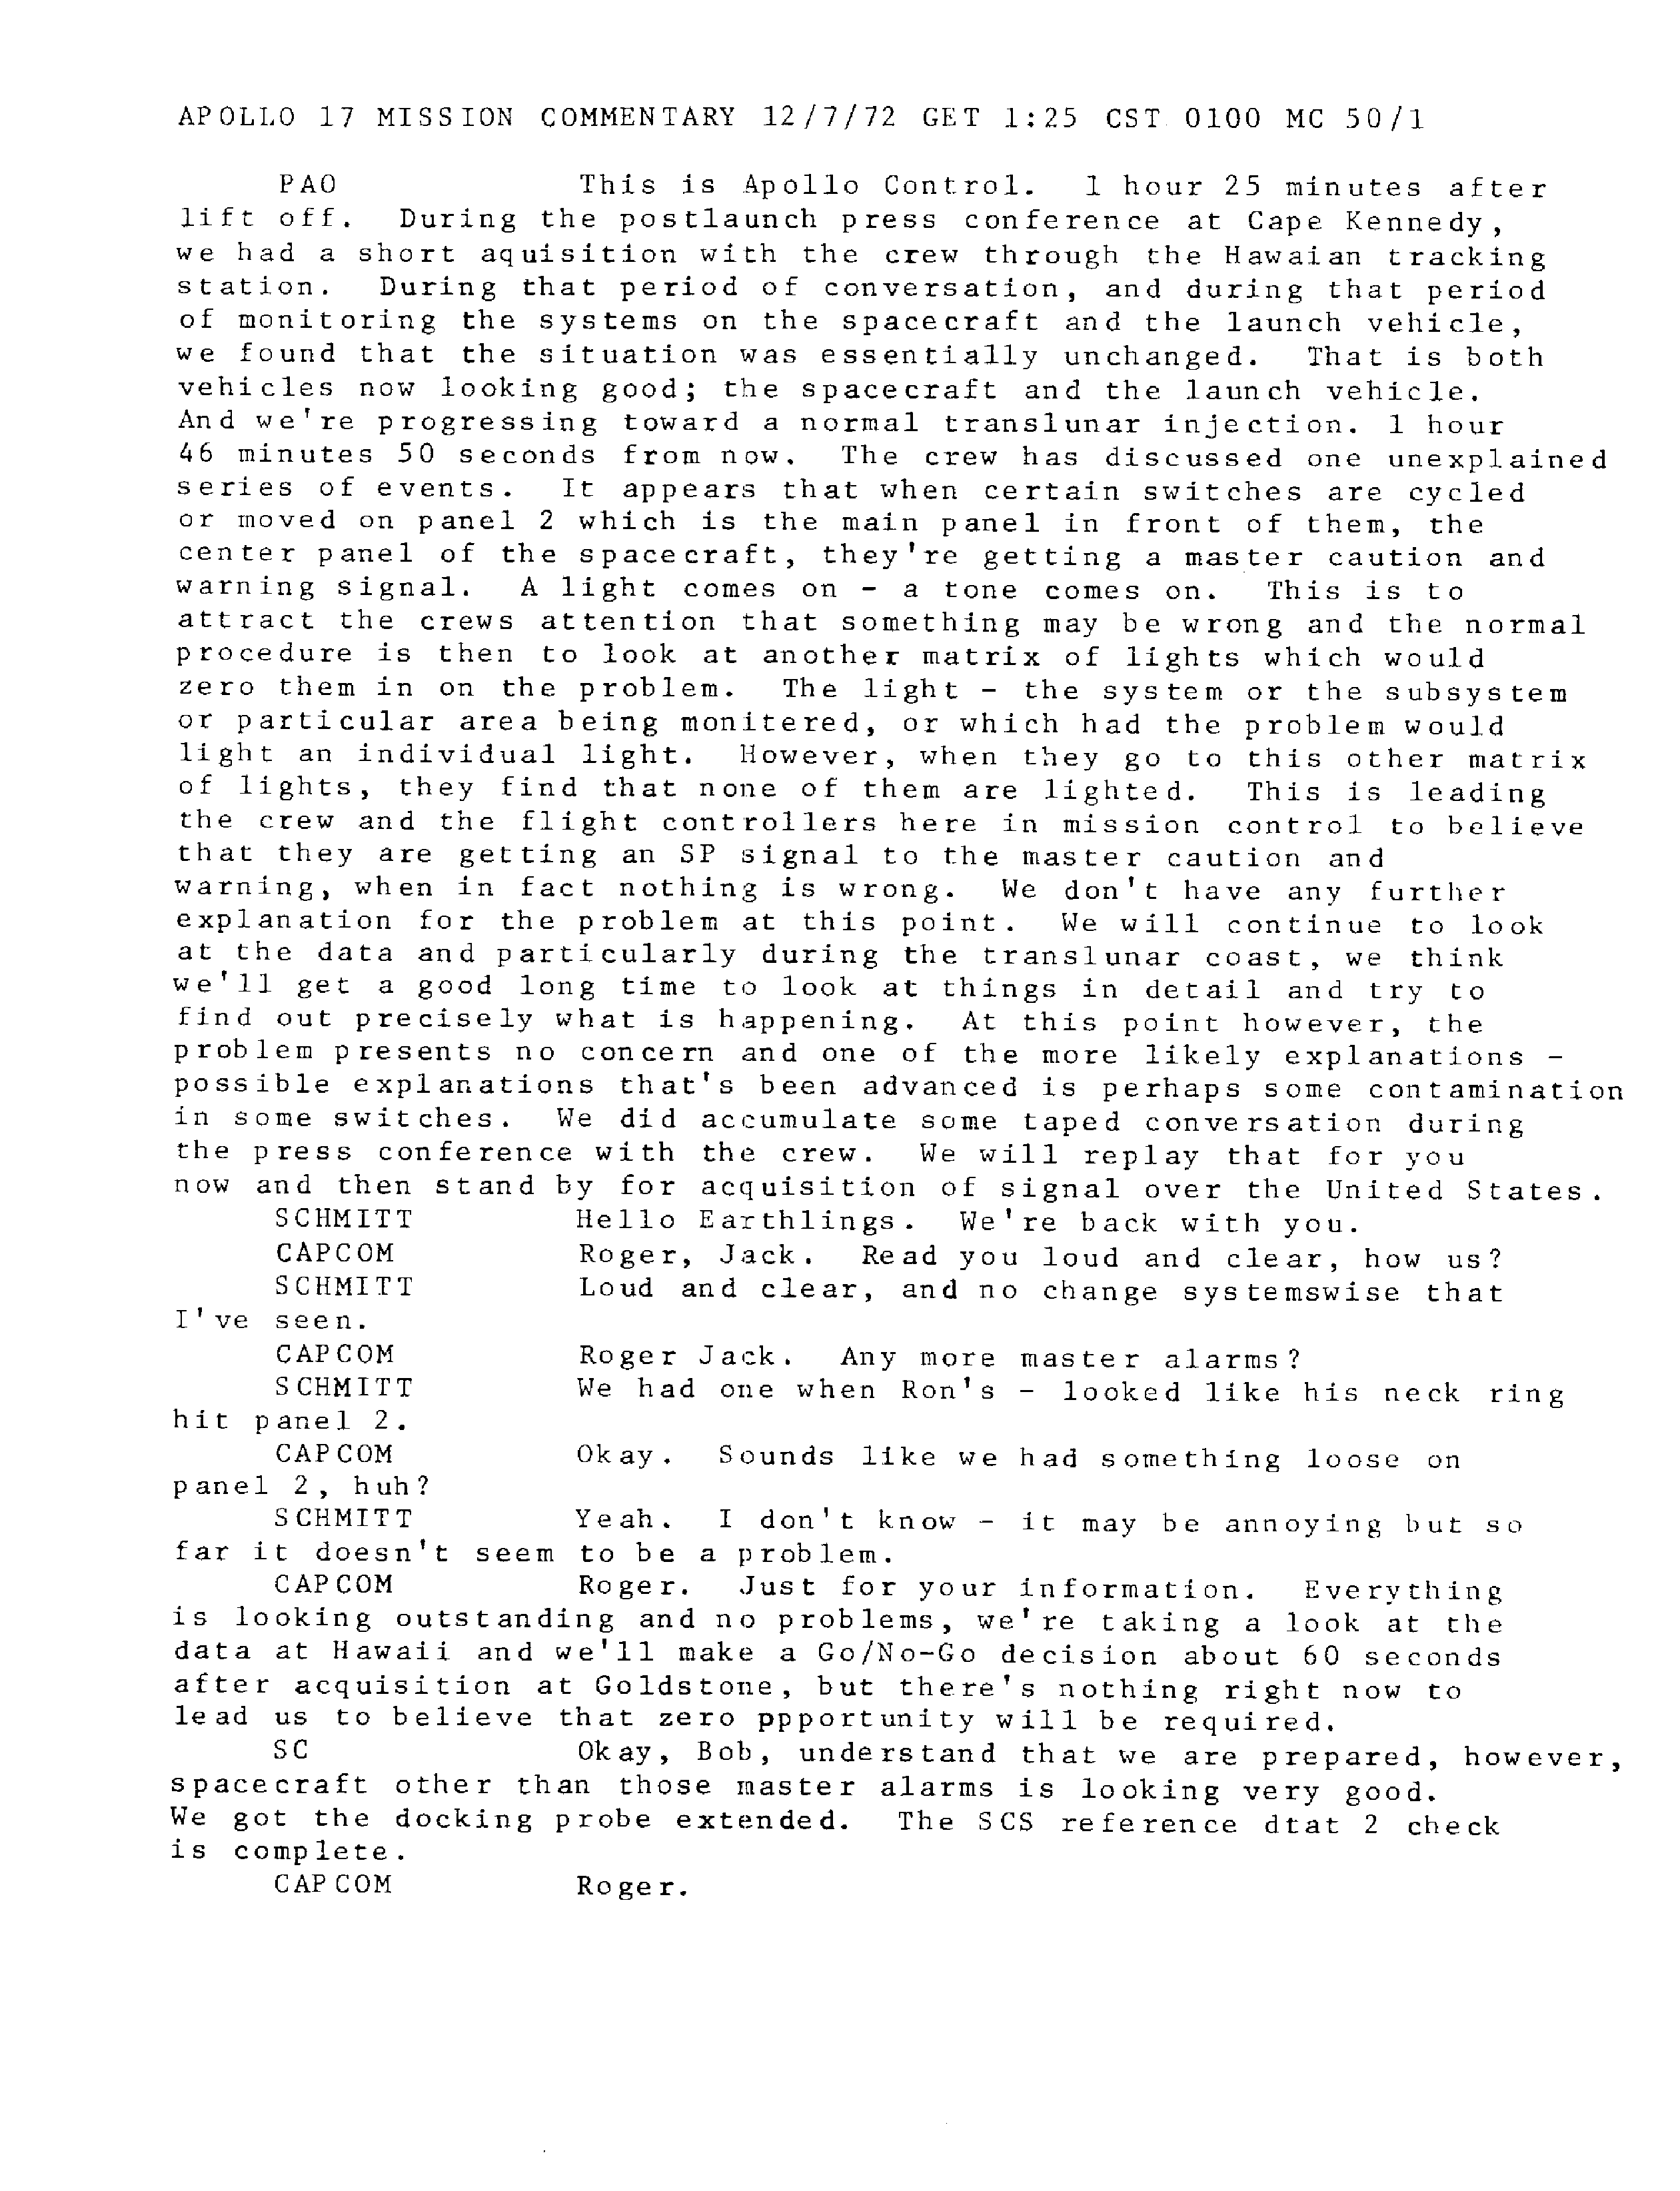 APOLLO 17 MISSION COMMENTARY 12/7/72 GET 1:25 CST 0100 MC 50/1
PAO This is Apollo Control. 1 hour 25 minutes after
lift off. During the postlaunch press conference at Cape Kennedy,
we had a short aquisition with the crew through the Hawaian tracking
station. During that period of conversation, and during that period
of monitoring the systems on the spacecraft and the launch vehicle,
we found that the situation was essentially unchanged. That is both
vehicles now looking good; the spacecraft and the launch vehicle.
And we're progressing toward a normal translunar injection. 1 hour
46 minutes 50 seconds from now. The crew has discussed one unexplained
series of events. It appears that when certain switches are cycled
or moved on panel 2 which is the main panel in front of them, the
center panel of the spacecraft, they're getting a master caution and
warning signal. A light comes on - a tone comes on. This is to
attract the crews attention that something may be wrong and the normal
procedure is then to look at another matrix of lights which would
zero them in on the problem. The light - the system or the subsystem
or particular area being monitered, or which had the problem would
light an individual light. However, when they go to this other matrix
of lights, they find that none of them are lighted. This is leading
the crew and the flight controllers here in mission control to believe
that they are getting an SP signal to the master caution and
warning, when in fact nothing is wrong. We don't have any further
explanation for the problem at this point. We will continue to look
at the data and particularly during the translunar coast, we think
we'll get a good long time to look at things in detail and try to
find out precisely what is happening. At this point however, the
problem presents no concern and one of the more likely explanations -
possible explanations that's been advanced is perhaps some contamination
in some switches. We did accumulate some taped conversation during
the press conference with the crew. We will replay that for you
now and then stand by for acquisition of signal over the United States.
SCHMITT Hello Earthlings. We're back with you.
CAPCOM Roger, Jack. Read you loud and clear, how us?
SCHMITT Loud and clear, and no change systemswise that
I've seen.
CAPCOM Roger Jack. Any more master alarms?
SCHMITT We had one when Ron's - looked like his neck ring
hit panel 2.
CAPCOM Okay. Sounds like we had something loose on
panel 2, huh?
SCHMITT Yeah. I don't know - it may be annoying but so
far it doesn't seem to be a problem.
CAPCOM Roger. Just for your information. Everything
is looking outstanding and no problems, we're taking a look at the
data at Hawaii and we'll make a Go/No-Go decision about 60 seconds
after acquisition at Goldstone, but there's nothing right now to
lead us to believe that zero ppportunity will be required.
SC Okay, Bob, understand that we are prepared, however,
spacecraft other than those master alarms is looking very good.
We got the docking probe extended. The SCS reference dtat 2 check
is complete.
CAPCOM Roger.